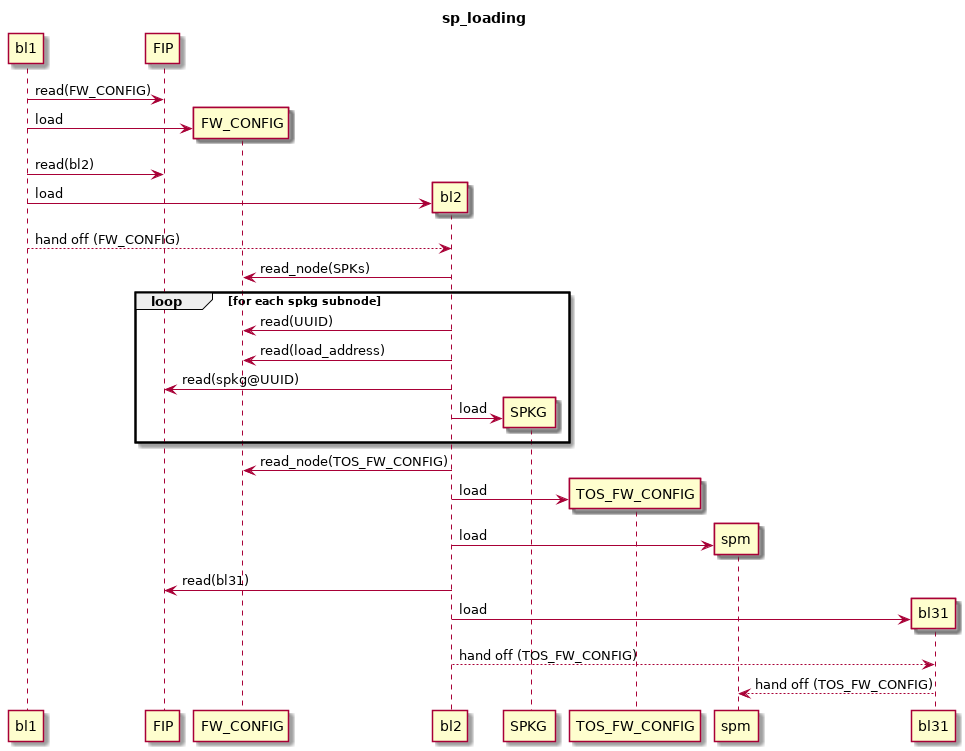 sp_loading
bl1
FIP
read(FW_CONFIG)
load
FW_CONFIG
read(bl2)
load
bl2
hand off (FW_CONFIG)
read_node(SPKs)
loop
[for each spkg subnode]
read(UUID)
read(load_address)
read(spkg@UUID)
load
SPKG
read_node(TOS_FW_CONFIG)
load
TOS_FW_CONFIG
load
spm
read(bl31)
load
bl31
hand off (TOS_FW_CONFIG)
hand off (TOS_FW_CONFIG)
bl1
FIP
FW_CONFIG
bl2
SPKG
TOS_FW_CONFIG
spm
bl31